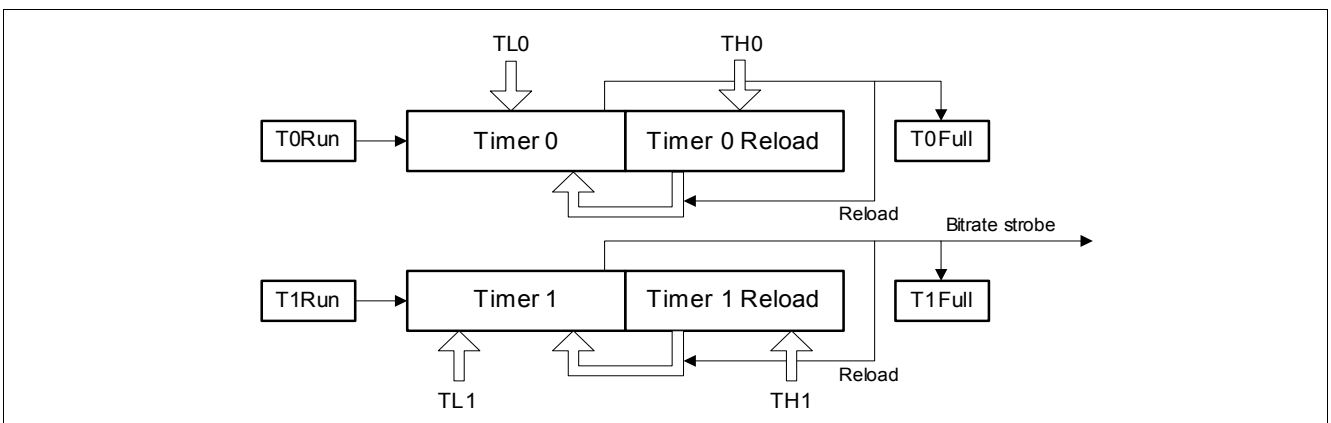 TL0
TH0
T0Run
Timer 0
Timer 0 Reload
T0Full
Reload
Bitrate strobe
T1Run
Timer 1
Timer 1 Reload
T1Full
Reload
TL1
TH1